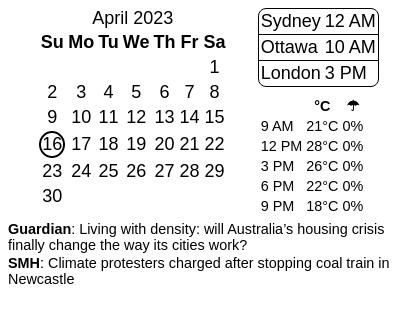 April 2023
Su Mo Tu We Th Fr Sa
1
2 3 4 5 6 7 8
9 10 11 12 13 14 15
16 17 18 19 20 21 22
23 24 25 26 27 28 29
30
Sydney 12 AM
Ottawa 10 AM
London 3 PM
°C ☂
9 AM 21°C 0%
12 PM 28°C 0%
3 PM 26°C 0%
6 PM 22°C 0%
9 PM 18°C 0%
Guardian: Living with density: will Australia’s housing crisis
finally change the way its cities work?
SMH: Climate protesters charged after stopping coal train in
Newcastle